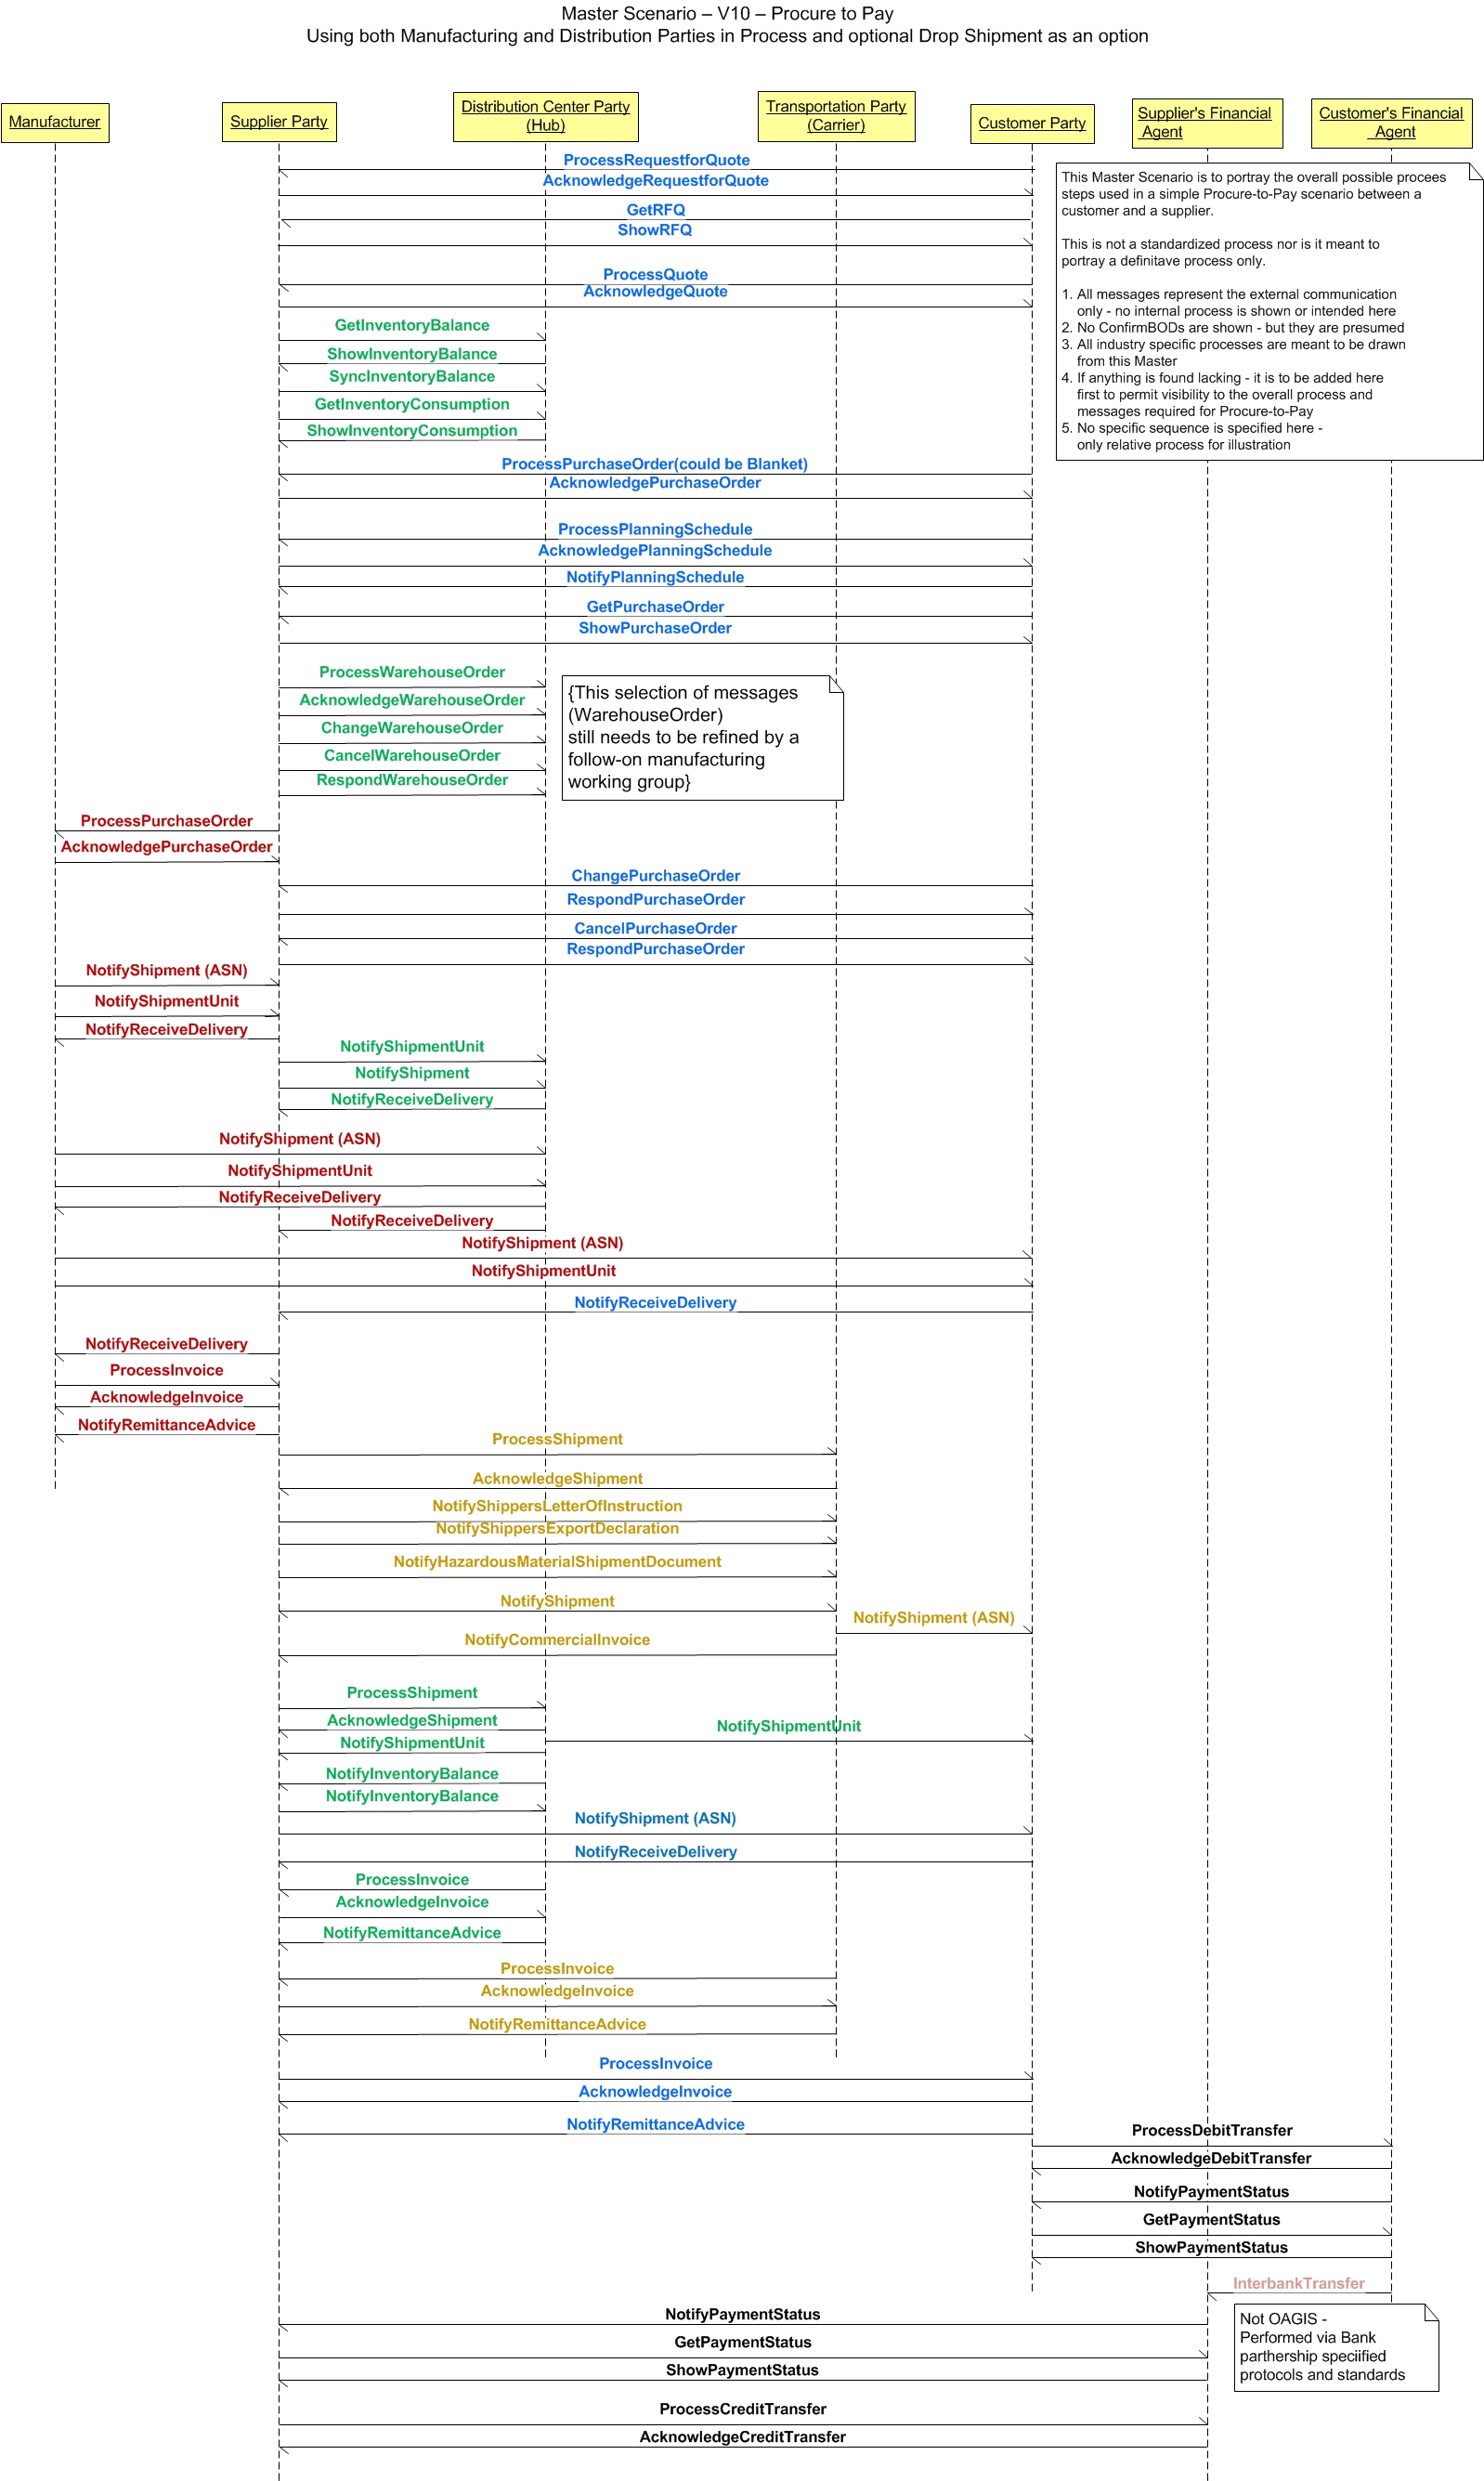 Master Scenario – V10 – Procure to Pay
Using both Manufacturing and Distribution Parties in Process and optional Drop Shipment as an option
Manufacturer
Supplier Party
Distribution Center Party
(Hub)
Transportation Party
(Carrier)
Customer Party
Supplier's Financial
Agent
Customer's Financial
Agent
ProcessRequestforQuote
AcknowledgeRequestforQuote
GetRFQ
ShowRFQ
ProcessQuote
AcknowledgeQuote
This Master Scenario is to portray the overall possible procees
steps used in a simple Procure-to-Pay scenario between a
customer and a supplier.
This is not a standardized process nor is it meant to
portray a definitave process only.
1. All messages represent the external communication
only - no internal process is shown or intended here
2. No ConfirmBODs are shown - but they are presumed
3. All industry specific processes are meant to be drawn
from this Master
4. If anything is found lacking - it is to be added here
first to permit visibility to the overall process and
messages required for Procure-to-Pay
5. No specific sequence is specified here -
only relative process for illustration
GetInventoryBalance
ShowInventoryBalance
SyncInventoryBalance
GetInventoryConsumption
ShowInventoryConsumption
ProcessPurchaseOrder(could be Blanket)
AcknowledgePurchaseOrder
ProcessPlanningSchedule
AcknowledgePlanningSchedule
NotifyPlanningSchedule
GetPurchaseOrder
ShowPurchaseOrder
ProcessWarehouseOrder
AcknowledgeWarehouseOrder
ChangeWarehouseOrder
CancelWarehouseOrder
RespondWarehouseOrder
{This selection of messages
(WarehouseOrder)
still needs to be refined by a
follow-on manufacturing
working group}
ProcessPurchaseOrder
AcknowledgePurchaseOrder
ChangePurchaseOrder
RespondPurchaseOrder
CancelPurchaseOrder
RespondPurchaseOrder
NotifyShipment (ASN)
NotifyShipmentUnit
NotifyReceiveDelivery
NotifyShipmentUnit
NotifyShipment
NotifyReceiveDelivery
NotifyShipment (ASN)
NotifyShipmentUnit
NotifyReceiveDelivery
NotifyReceiveDelivery
NotifyShipment (ASN)
NotifyShipmentUnit
NotifyReceiveDelivery
NotifyReceiveDelivery
ProcessInvoice
AcknowledgeInvoice
NotifyRemittanceAdvice
ProcessShipment
AcknowledgeShipment
NotifyShippersLetterOfInstruction
NotifyShippersExportDeclaration
NotifyHazardousMaterialShipmentDocument
NotifyShipment
NotifyShipment (ASN)
NotifyCommercialInvoice
ProcessShipment
AcknowledgeShipment
NotifyShipmentUnit
NotifyShipmentUnit
NotifyInventoryBalance
NotifyInventoryBalance
NotifyShipment (ASN)
NotifyReceiveDelivery
ProcessInvoice
AcknowledgeInvoice
NotifyRemittanceAdvice
ProcessInvoice
AcknowledgeInvoice
NotifyRemittanceAdvice
ProcessInvoice
AcknowledgeInvoice
NotifyRemittanceAdvice
ProcessDebitTransfer
AcknowledgeDebitTransfer
NotifyPaymentStatus
GetPaymentStatus
ShowPaymentStatus
InterbankTransfer
Not OAGIS -
Performed via Bank
parthership speciified
protocols and standards
NotifyPaymentStatus
GetPaymentStatus
ShowPaymentStatus
ProcessCreditTransfer
AcknowledgeCreditTransfer